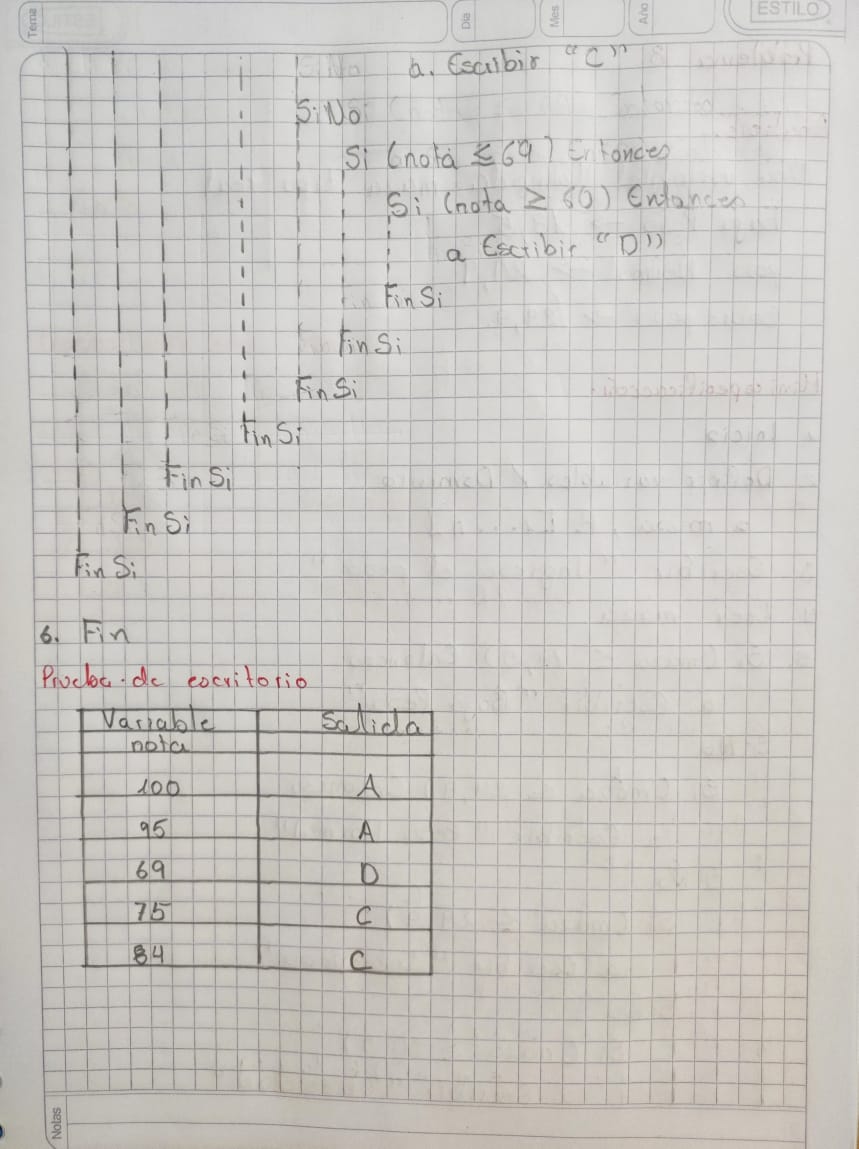 Tema
Dia
Mes
Año
ESTILO
a. Escribir "C"
SiNo
Si (nota ≤ 69) Entonces
Si (nota ≥ 60) Entonces
a Escribir "D"
Fin Si
Fin Si
Fin Si
Fin Si
Fin Si
Fin Si
Fin Si
6. Fin
Prueba de escritorio
Variable Salida
nota
100 A
95 A
69 D
75 C
84 C
Notas